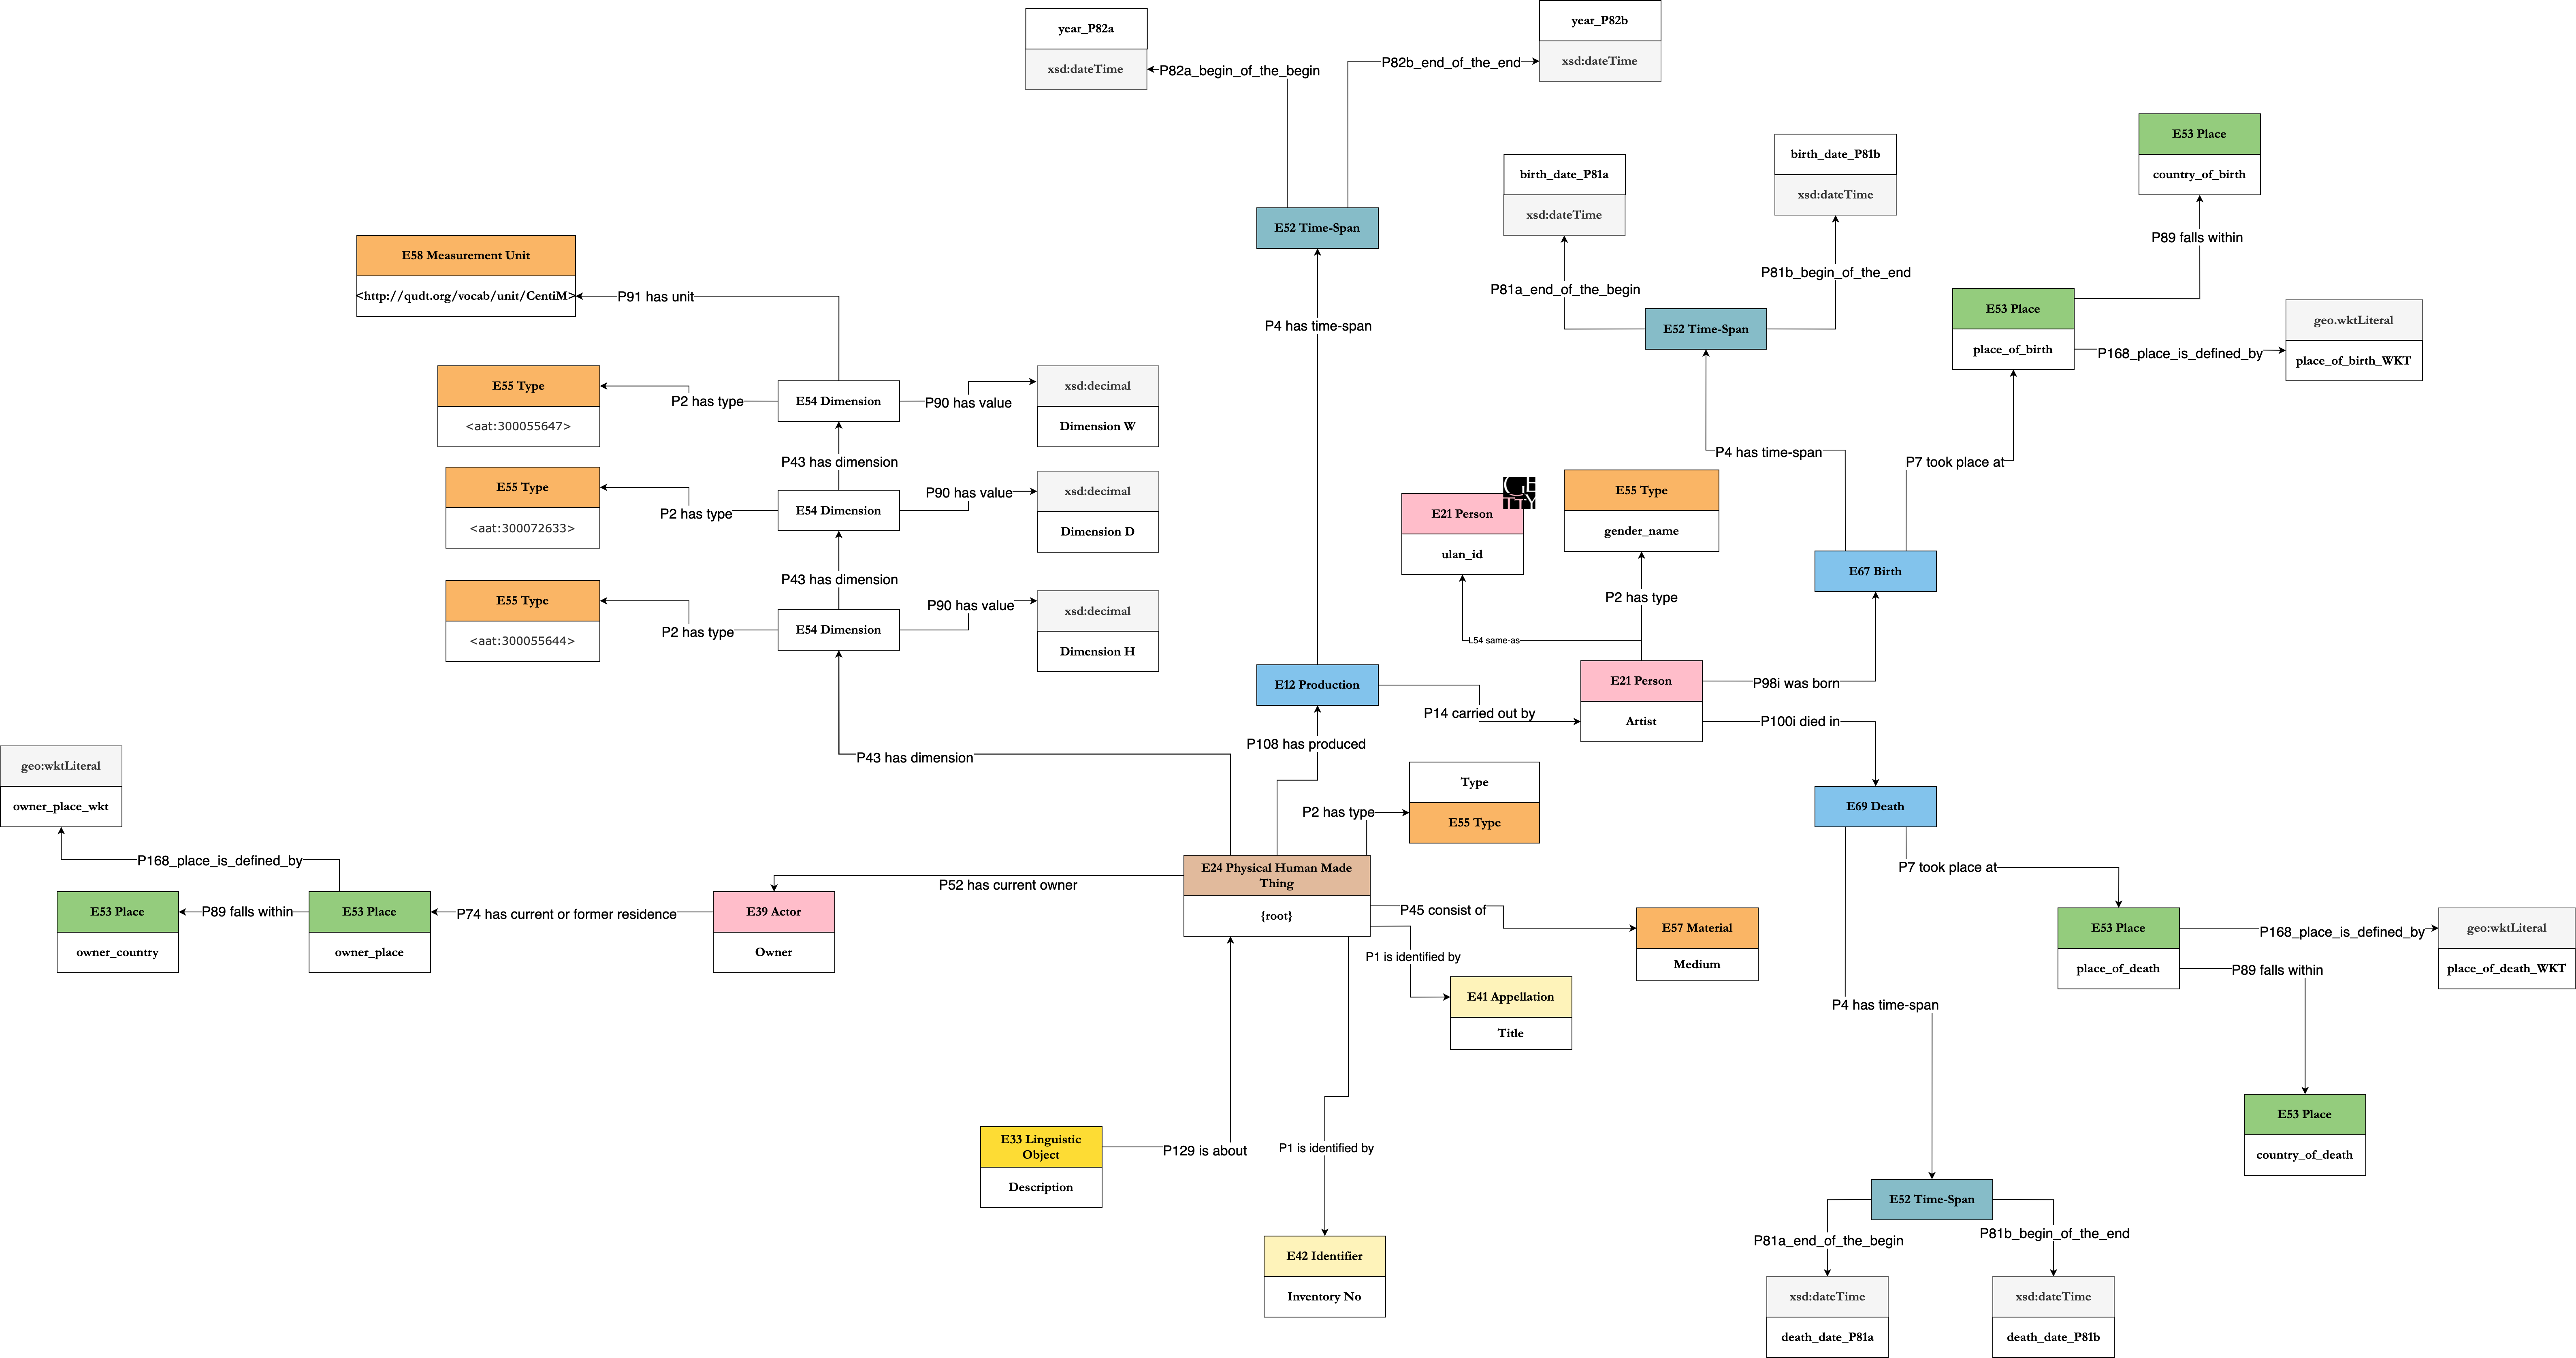 year_P82a
xsd:dateTime
P82a_begin_of_the_begin
year_P82b
xsd:dateTime
P82b_end_of_the_end
E52 Time-Span
P4 has time-span
E53 Place
country_of_birth
P89 falls within
birth_date_P81a
xsd:dateTime
P81a_end_of_the_begin
birth_date_P81b
xsd:dateTime
P81b_begin_of_the_end
E52 Time-Span
P4 has time-span
E53 Place
place_of_birth
P168_place_is_defined_by
geo.wktLiteral
place_of_birth_WKT
P7 took place at
E58 Measurement Unit
<http://qudt.org/vocab/unit/CentiM>
P91 has unit
E55 Type
<aat:300055647>
P2 has type
E54 Dimension
P90 has value
xsd:decimal
Dimension W
P43 has dimension
E55 Type
<aat:300072633>
P2 has type
E54 Dimension
P90 has value
xsd:decimal
Dimension D
P43 has dimension
E55 Type
<aat:300055644>
P2 has type
E54 Dimension
P90 has value
xsd:decimal
Dimension H
P43 has dimension
GE
TTY
E21 Person
ulan_id
L54 same-as
E55 Type
gender_name
P2 has type
E67 Birth
P98i was born
E12 Production
P14 carried out by
E21 Person
Artist
P100i died in
P108 has produced
E69 Death
Type
E55 Type
P2 has type
geo:wktLiteral
owner_place_wkt
P168_place_is_defined_by
E53 Place
owner_country
P89 falls within
E53 Place
owner_place
P74 has current or former residence
E39 Actor
Owner
P52 has current owner
E24 Physical Human Made
Thing
{root}
P45 consist of
E57 Material
Medium
P1 is identified by
E41 Appellation
Title
P7 took place at
E53 Place
place_of_death
P168_place_is_defined_by
geo:wktLiteral
place_of_death_WKT
P89 falls within
E53 Place
country_of_death
P4 has time-span
E33 Linguistic
Object
Description
P129 is about
P1 is identified by
E42 Identifier
Inventory No
E52 Time-Span
P81a_end_of_the_begin
P81b_begin_of_the_end
xsd:dateTime
death_date_P81a
xsd:dateTime
death_date_P81b